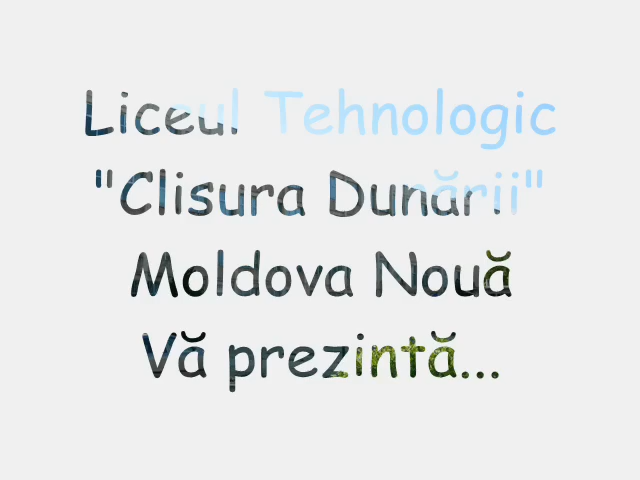 Liceul Tehnologic
"Clisura Dunării"
Moldova Nouă
Vă prezintă...